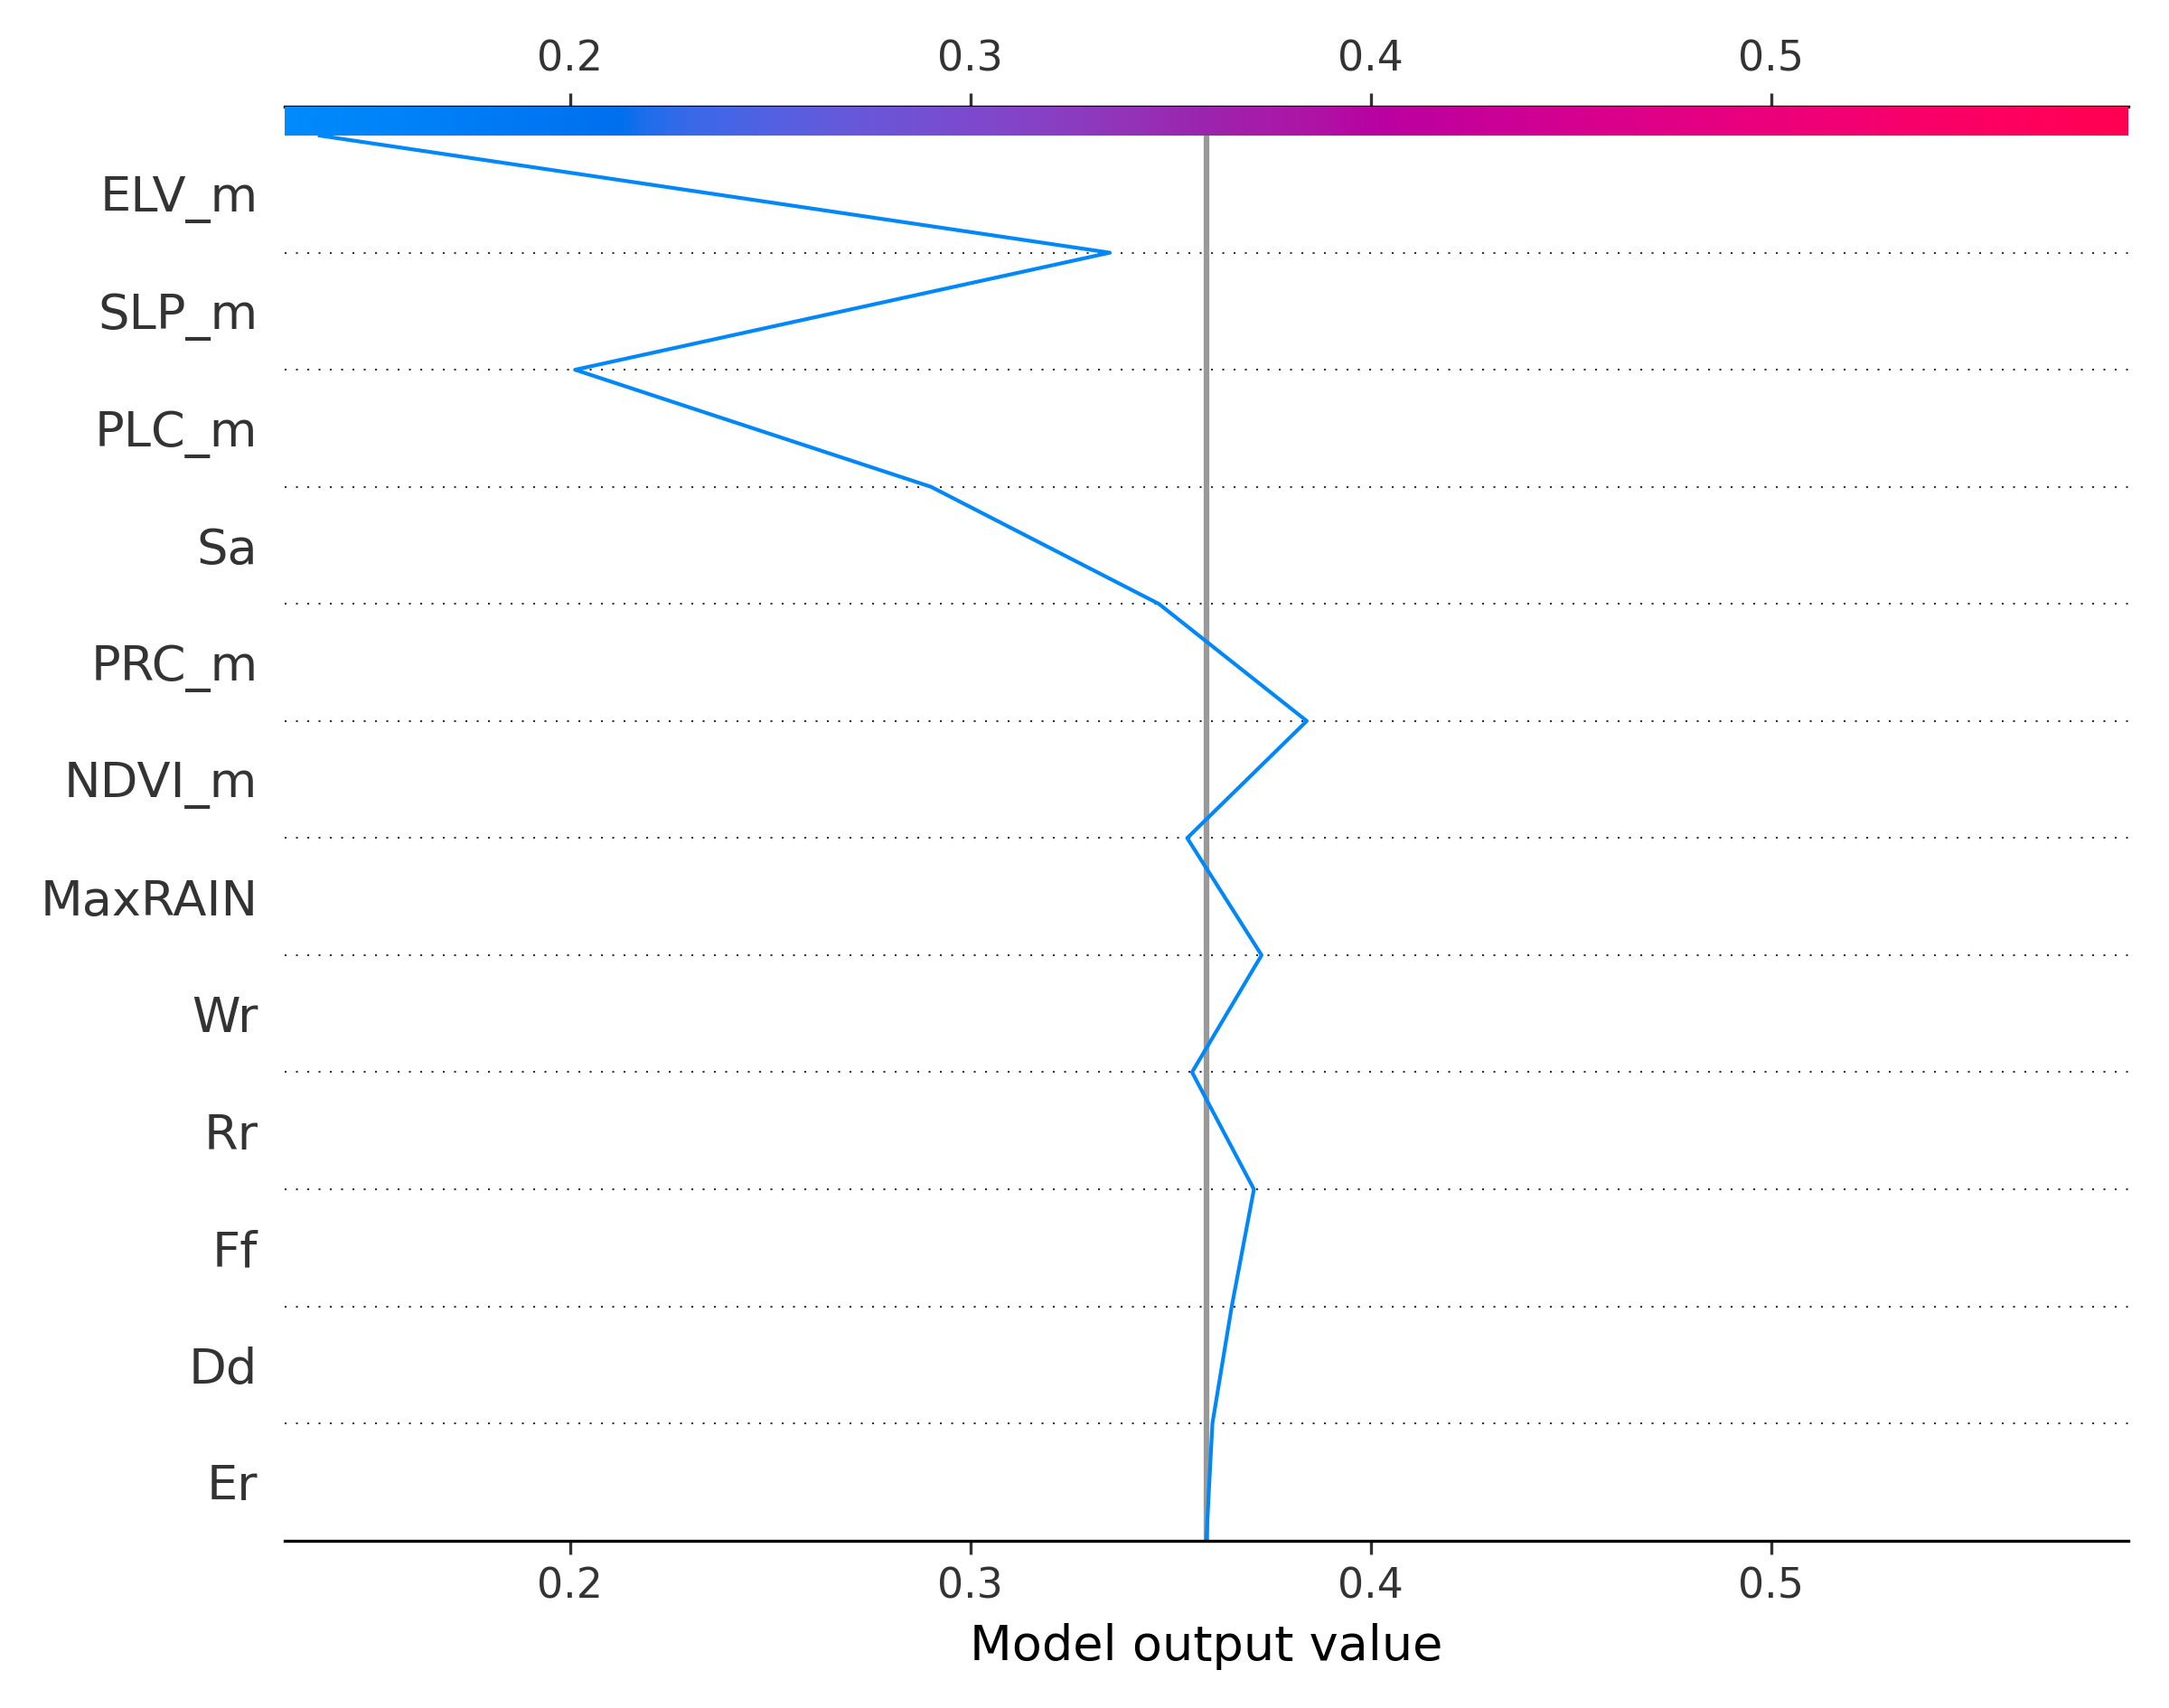 0.2 0.3 0.4 0.5
ELV_m
SLP_m
PLC_m
Sa
PRC_m
NDVI_m
MaxRAIN
Wr
Rr
Ff
Dd
Er
0.2 0.3 0.4 0.5
Model output value